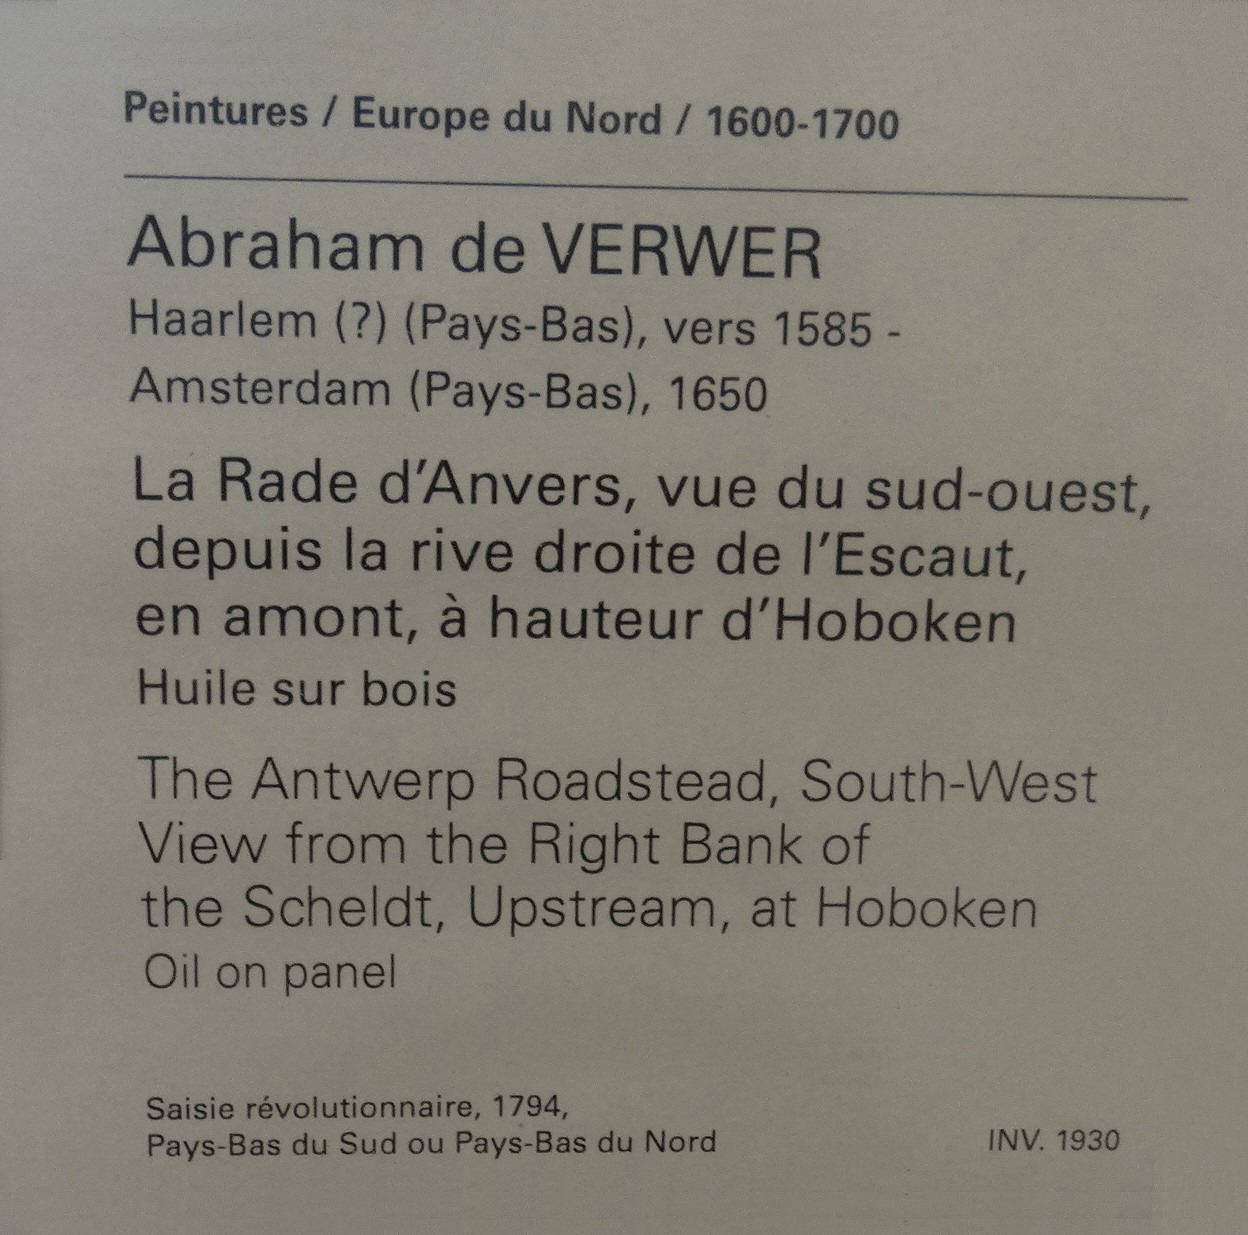 Peintures / Europe du Nord / 1600-1700
Abraham de VERWER
Haarlem (?) (Pays-Bas), vers 1585 -
Amsterdam (Pays-Bas), 1650
La Rade d'Anvers, vue du sud-ouest,
depuis la rive droite de l'Escaut,
en amont, à hauteur d'Hoboken
Huile sur bois
The Antwerp Roadstead, South-West
View from the Right Bank of
the Scheldt, Upstream, at Hoboken
Oil on panel
Saisie révolutionnaire, 1794,
Pays-Bas du Sud ou Pays-Bas du Nord
INV. 1930